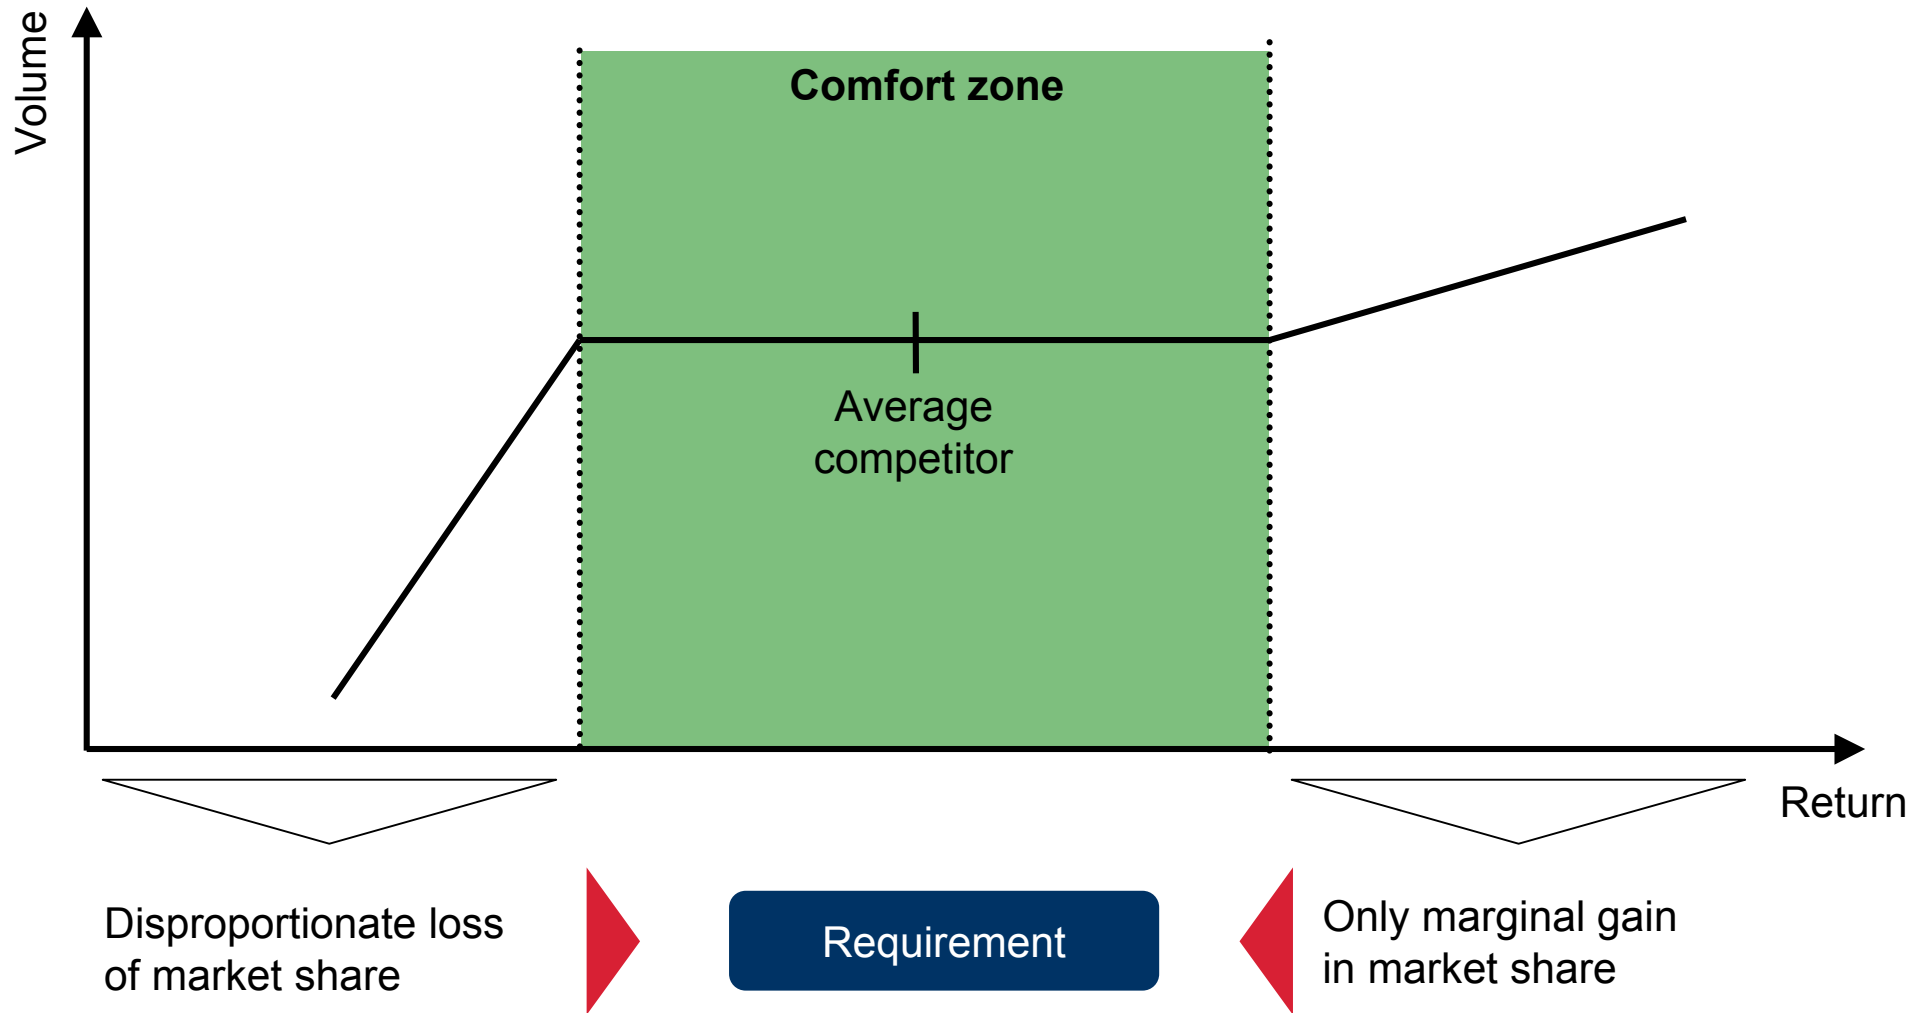 Volume
Comfort zone
Average
competitor
Return
Disproportionate loss
of market share
Requirement
Only marginal gain
in market share